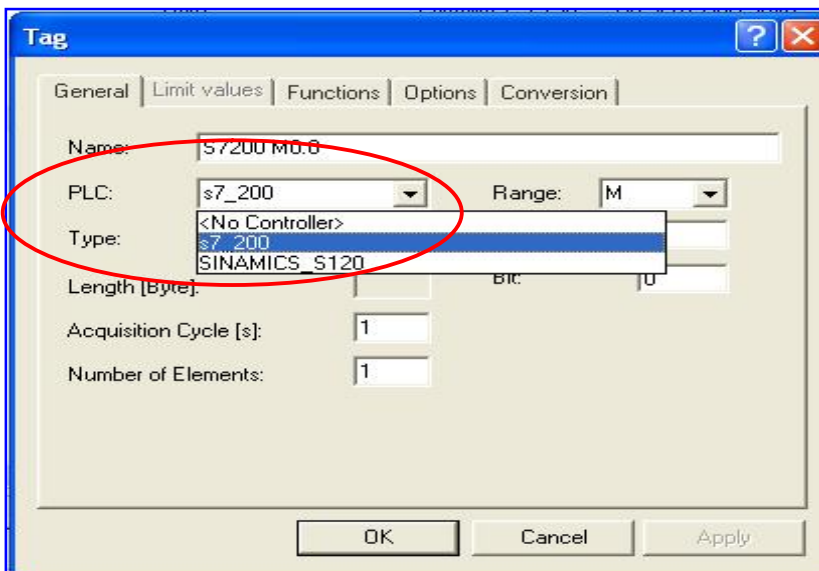 Tag
General Limit values Functions Options Conversion
Name: S7200 M0.0
PLC: s7_200 Range: M
<No Controller>
Type: s7_200
SINAMICS_S120
Length [Byte]: Bit: 0
Acquisition Cycle [s]: 1
Number of Elements: 1
OK Cancel Apply